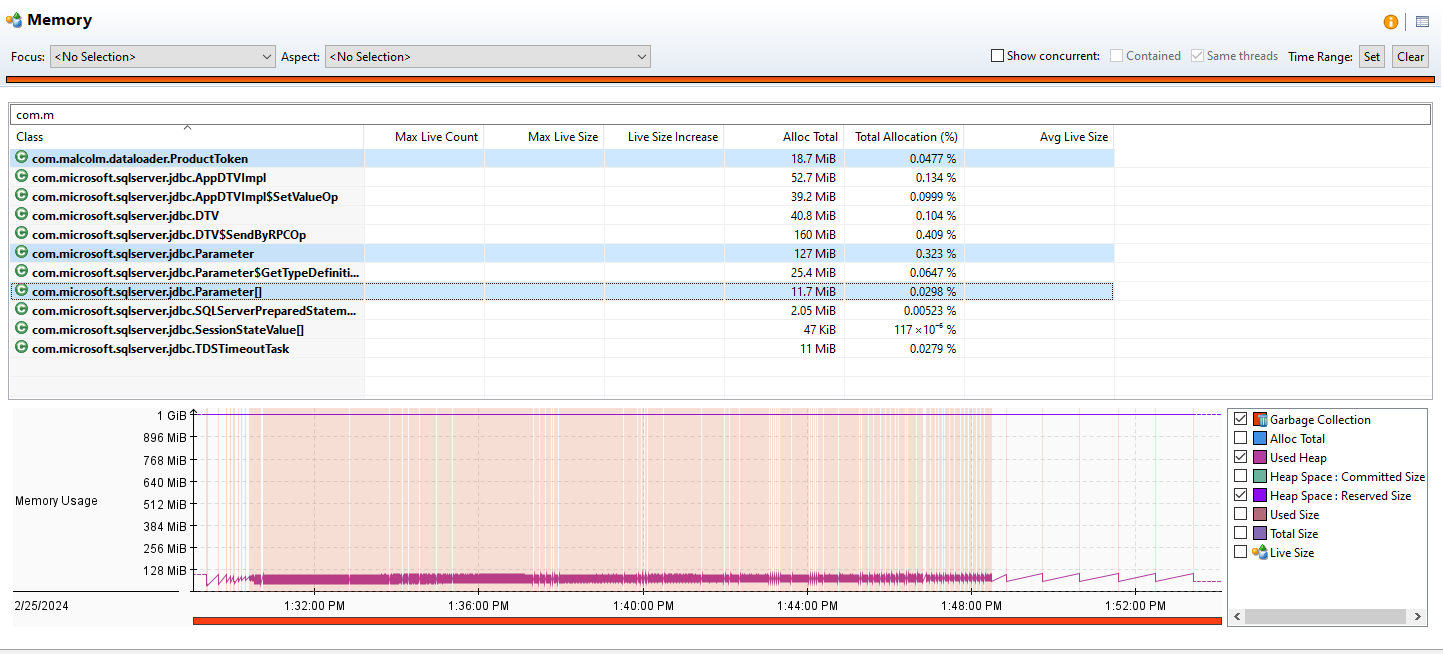 Memory
Focus: <No Selection> Aspect: <No Selection> Show concurrent: Contained Same threads Time Range: Set Clear
com.m
Class Max Live Count Max Live Size Live Size Increase Alloc Total Total Allocation (%) Avg Live Size
com.malcolm.dataloader.ProductToken 18.7 MiB 0.0477 %
com.microsoft.sqlserver.jdbc.AppDTVImpl 52.7 MiB 0.134 %
com.microsoft.sqlserver.jdbc.AppDTVImpl$SetValueOp 39.2 MiB 0.0999 %
com.microsoft.sqlserver.jdbc.DTV 40.8 MiB 0.104 %
com.microsoft.sqlserver.jdbc.DTV$SendByRPCOp 160 MiB 0.409 %
com.microsoft.sqlserver.jdbc.Parameter 127 MiB 0.323 %
com.microsoft.sqlserver.jdbc.Parameter$GetTypeDefiniti... 25.4 MiB 0.0647 %
com.microsoft.sqlserver.jdbc.Parameter[] 11.7 MiB 0.0298 %
com.microsoft.sqlserver.jdbc.SQLServerPreparedStatem... 2.05 MiB 0.00523 %
com.microsoft.sqlserver.jdbc.SessionStateValue[] 47 KiB 117 ×10⁻⁶ %
com.microsoft.sqlserver.jdbc.TDSTimeoutTask 11 MiB 0.0279 %
Memory Usage
1 GiB
896 MiB
768 MiB
640 MiB
512 MiB
384 MiB
256 MiB
128 MiB
2/25/2024 1:32:00 PM 1:36:00 PM 1:40:00 PM 1:44:00 PM 1:48:00 PM 1:52:00 PM
Garbage Collection
Alloc Total
Used Heap
Heap Space : Committed Size
Heap Space : Reserved Size
Used Size
Total Size
Live Size